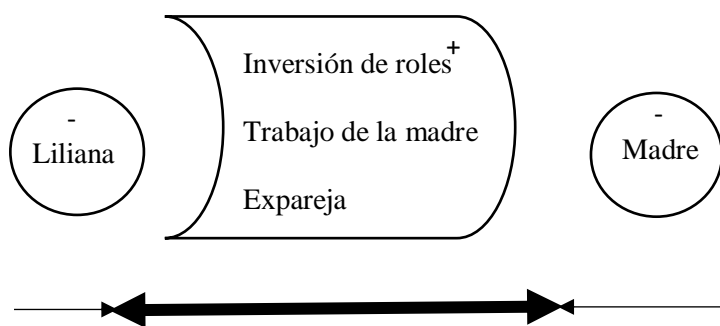 Inversión de roles +
- Liliana
Trabajo de la madre
- Madre
Expareja